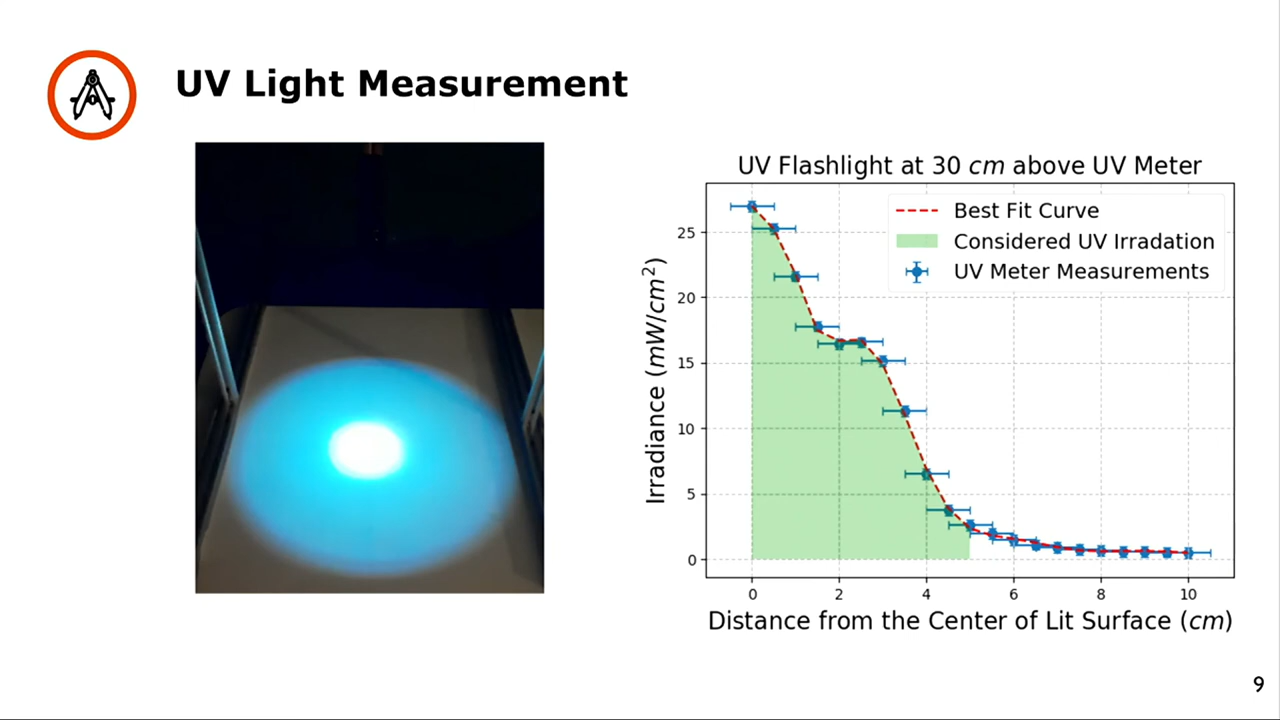 UV Light Measurement
UV Flashlight at 30 cm above UV Meter
Best Fit Curve
Considered UV Irradation
UV Meter Measurements
Irradiance (mW/cm²)
25
20
15
10
5
0
0 2 4 6 8 10
Distance from the Center of Lit Surface (cm)
9